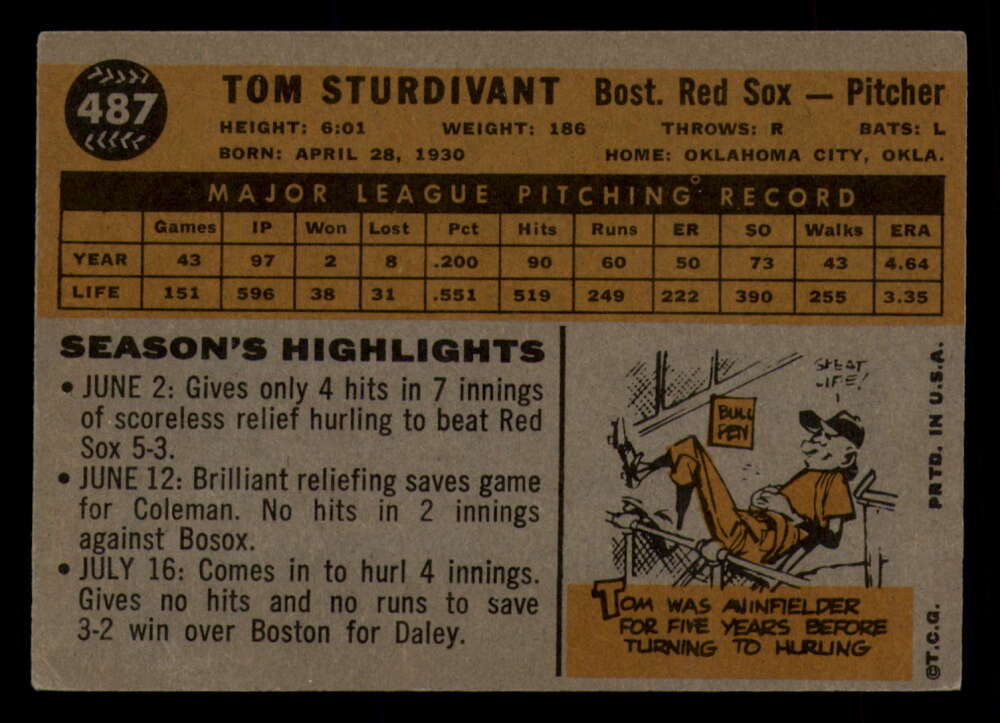 487
TOM STURDIVANT Bost. Red Sox — Pitcher
HEIGHT: 6:01 WEIGHT: 186 THROWS: R BATS: L
BORN: APRIL 28, 1930 HOME: OKLAHOMA CITY, OKLA.
MAJOR LEAGUE PITCHING RECORD
Games IP Won Lost Pct Hits Runs ER SO Walks ERA
YEAR 43 97 2 8 .200 90 60 50 73 43 4.64
LIFE 151 596 38 31 .551 519 249 222 390 255 3.35
SEASON'S HIGHLIGHTS
• JUNE 2: Gives only 4 hits in 7 innings
of scoreless relief hurling to beat Red
Sox 5-3.
• JUNE 12: Brilliant reliefing saves game
for Coleman. No hits in 2 innings
against Bosox.
• JULY 16: Comes in to hurl 4 innings.
Gives no hits and no runs to save
3-2 win over Boston for Daley.
LIFE!
BULL
PEN
TOM WAS AN INFIELDER
FOR FIVE YEARS BEFORE
TURNING TO HURLING
©T.C.G. PRTD. IN U.S.A.